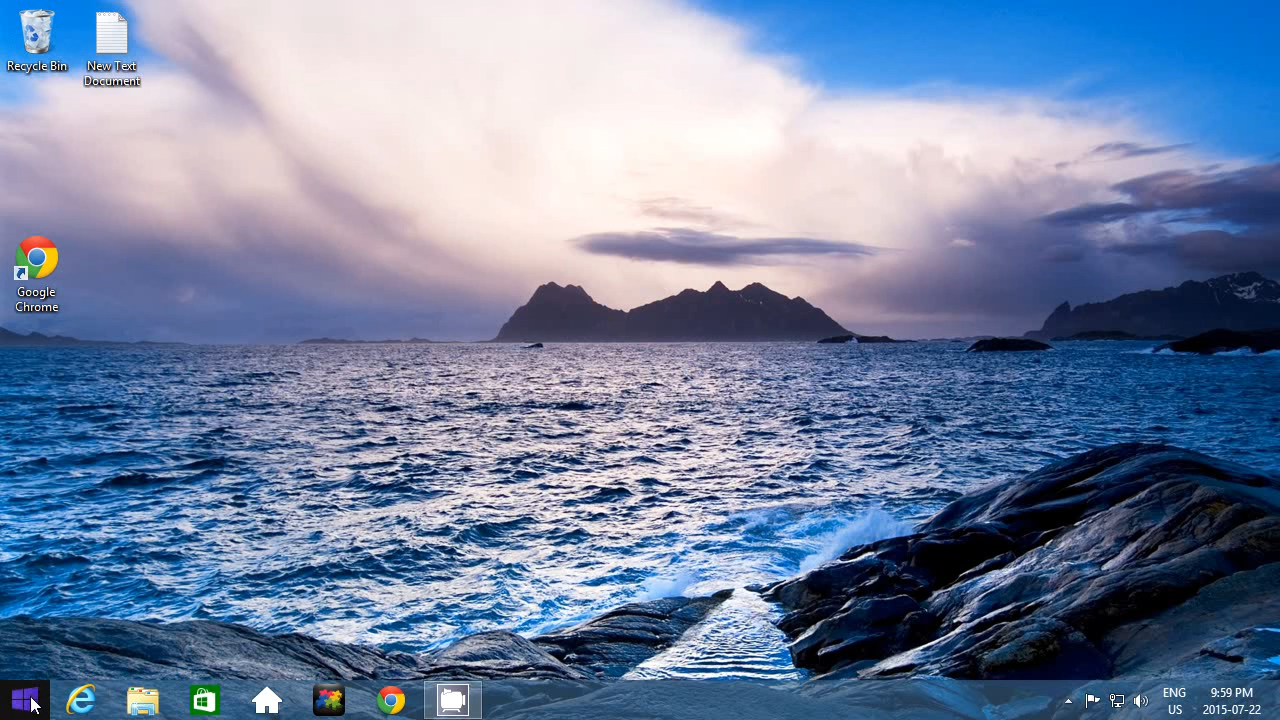 Recycle Bin
New Text
Document
Google
Chrome
ENG
US
9:59 PM
2015-07-22